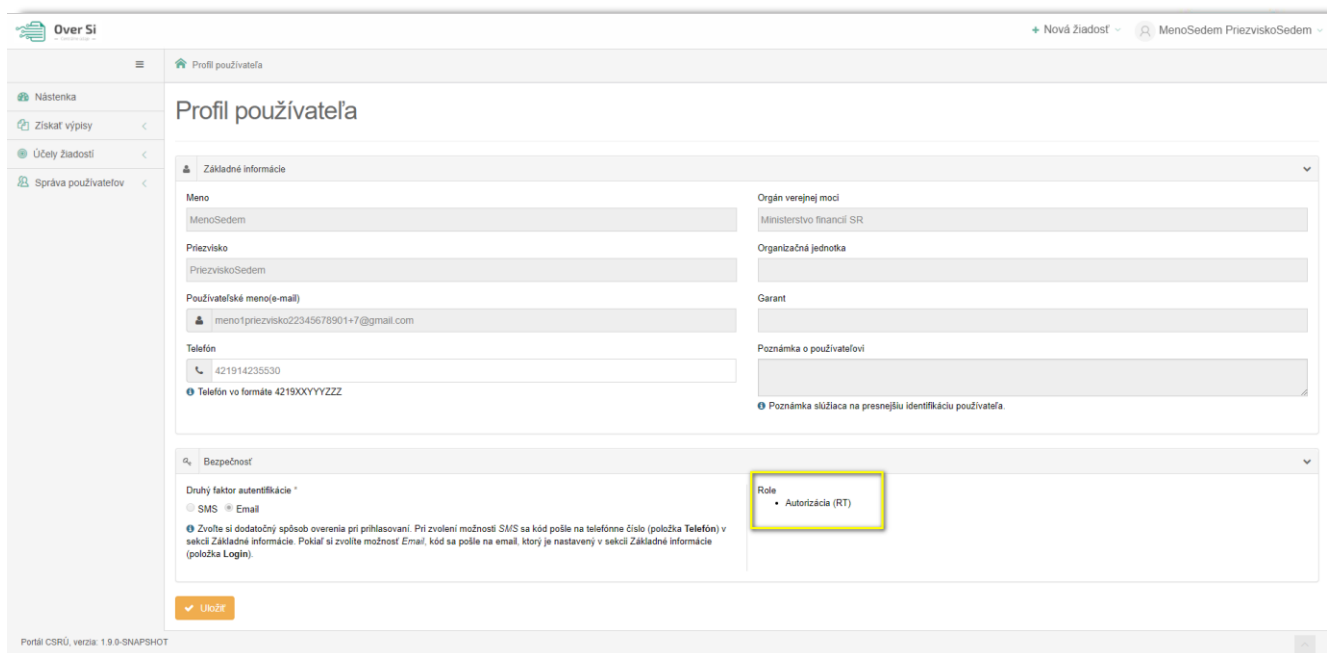 Over Si
+ Nová žiadosť
MenoSedem PriezviskoSedem
Profil používateľa
Nástenka
Získať výpisy
Účely žiadostí
Správa používateľov
Profil používateľa
Základné informácie
Meno
MenoSedem
Priezvisko
PriezviskoSedem
Používateľské meno(e-mail)
meno1priezvisko22345678901+7@gmail.com
Telefón
421914235530
Telefón vo formáte 4219XXYYYZZZ
Orgán verejnej moci
Ministerstvo financií SR
Organizačná jednotka
Garant
Poznámka o používateľovi
Poznámka slúžiaca na presnejšiu identifikáciu používateľa.
Bezpečnosť
Druhý faktor autentifikácie *
SMS Email
Zvoľte si dodatočný spôsob overenia pri prihlasovaní. Pri zvolení možnosti SMS sa kód pošle na telefónne číslo (položka Telefón) v
sekcii Základné informácie. Pokiaľ si zvolíte možnosť Email, kód sa pošle na email, ktorý je nastavený v sekcii Základné informácie
(položka Login).
Role
• Autorizácia (RT)
Uložiť
Portál CSRÚ, verzia: 1.9.0-SNAPSHOT